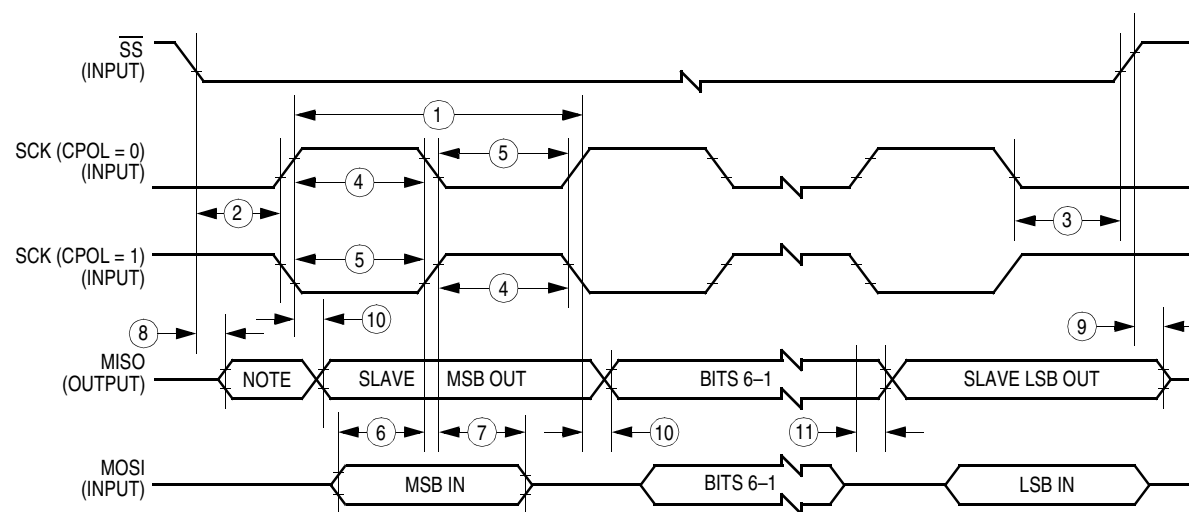 SS
(INPUT)
1
SCK (CPOL = 0)
(INPUT)
5
4
2
3
SCK (CPOL = 1)
(INPUT)
5
4
8
10
9
MISO
(OUTPUT)
NOTE
SLAVE MSB OUT
BITS 6–1
SLAVE LSB OUT
6
7
10
11
MOSI
(INPUT)
MSB IN
BITS 6–1
LSB IN